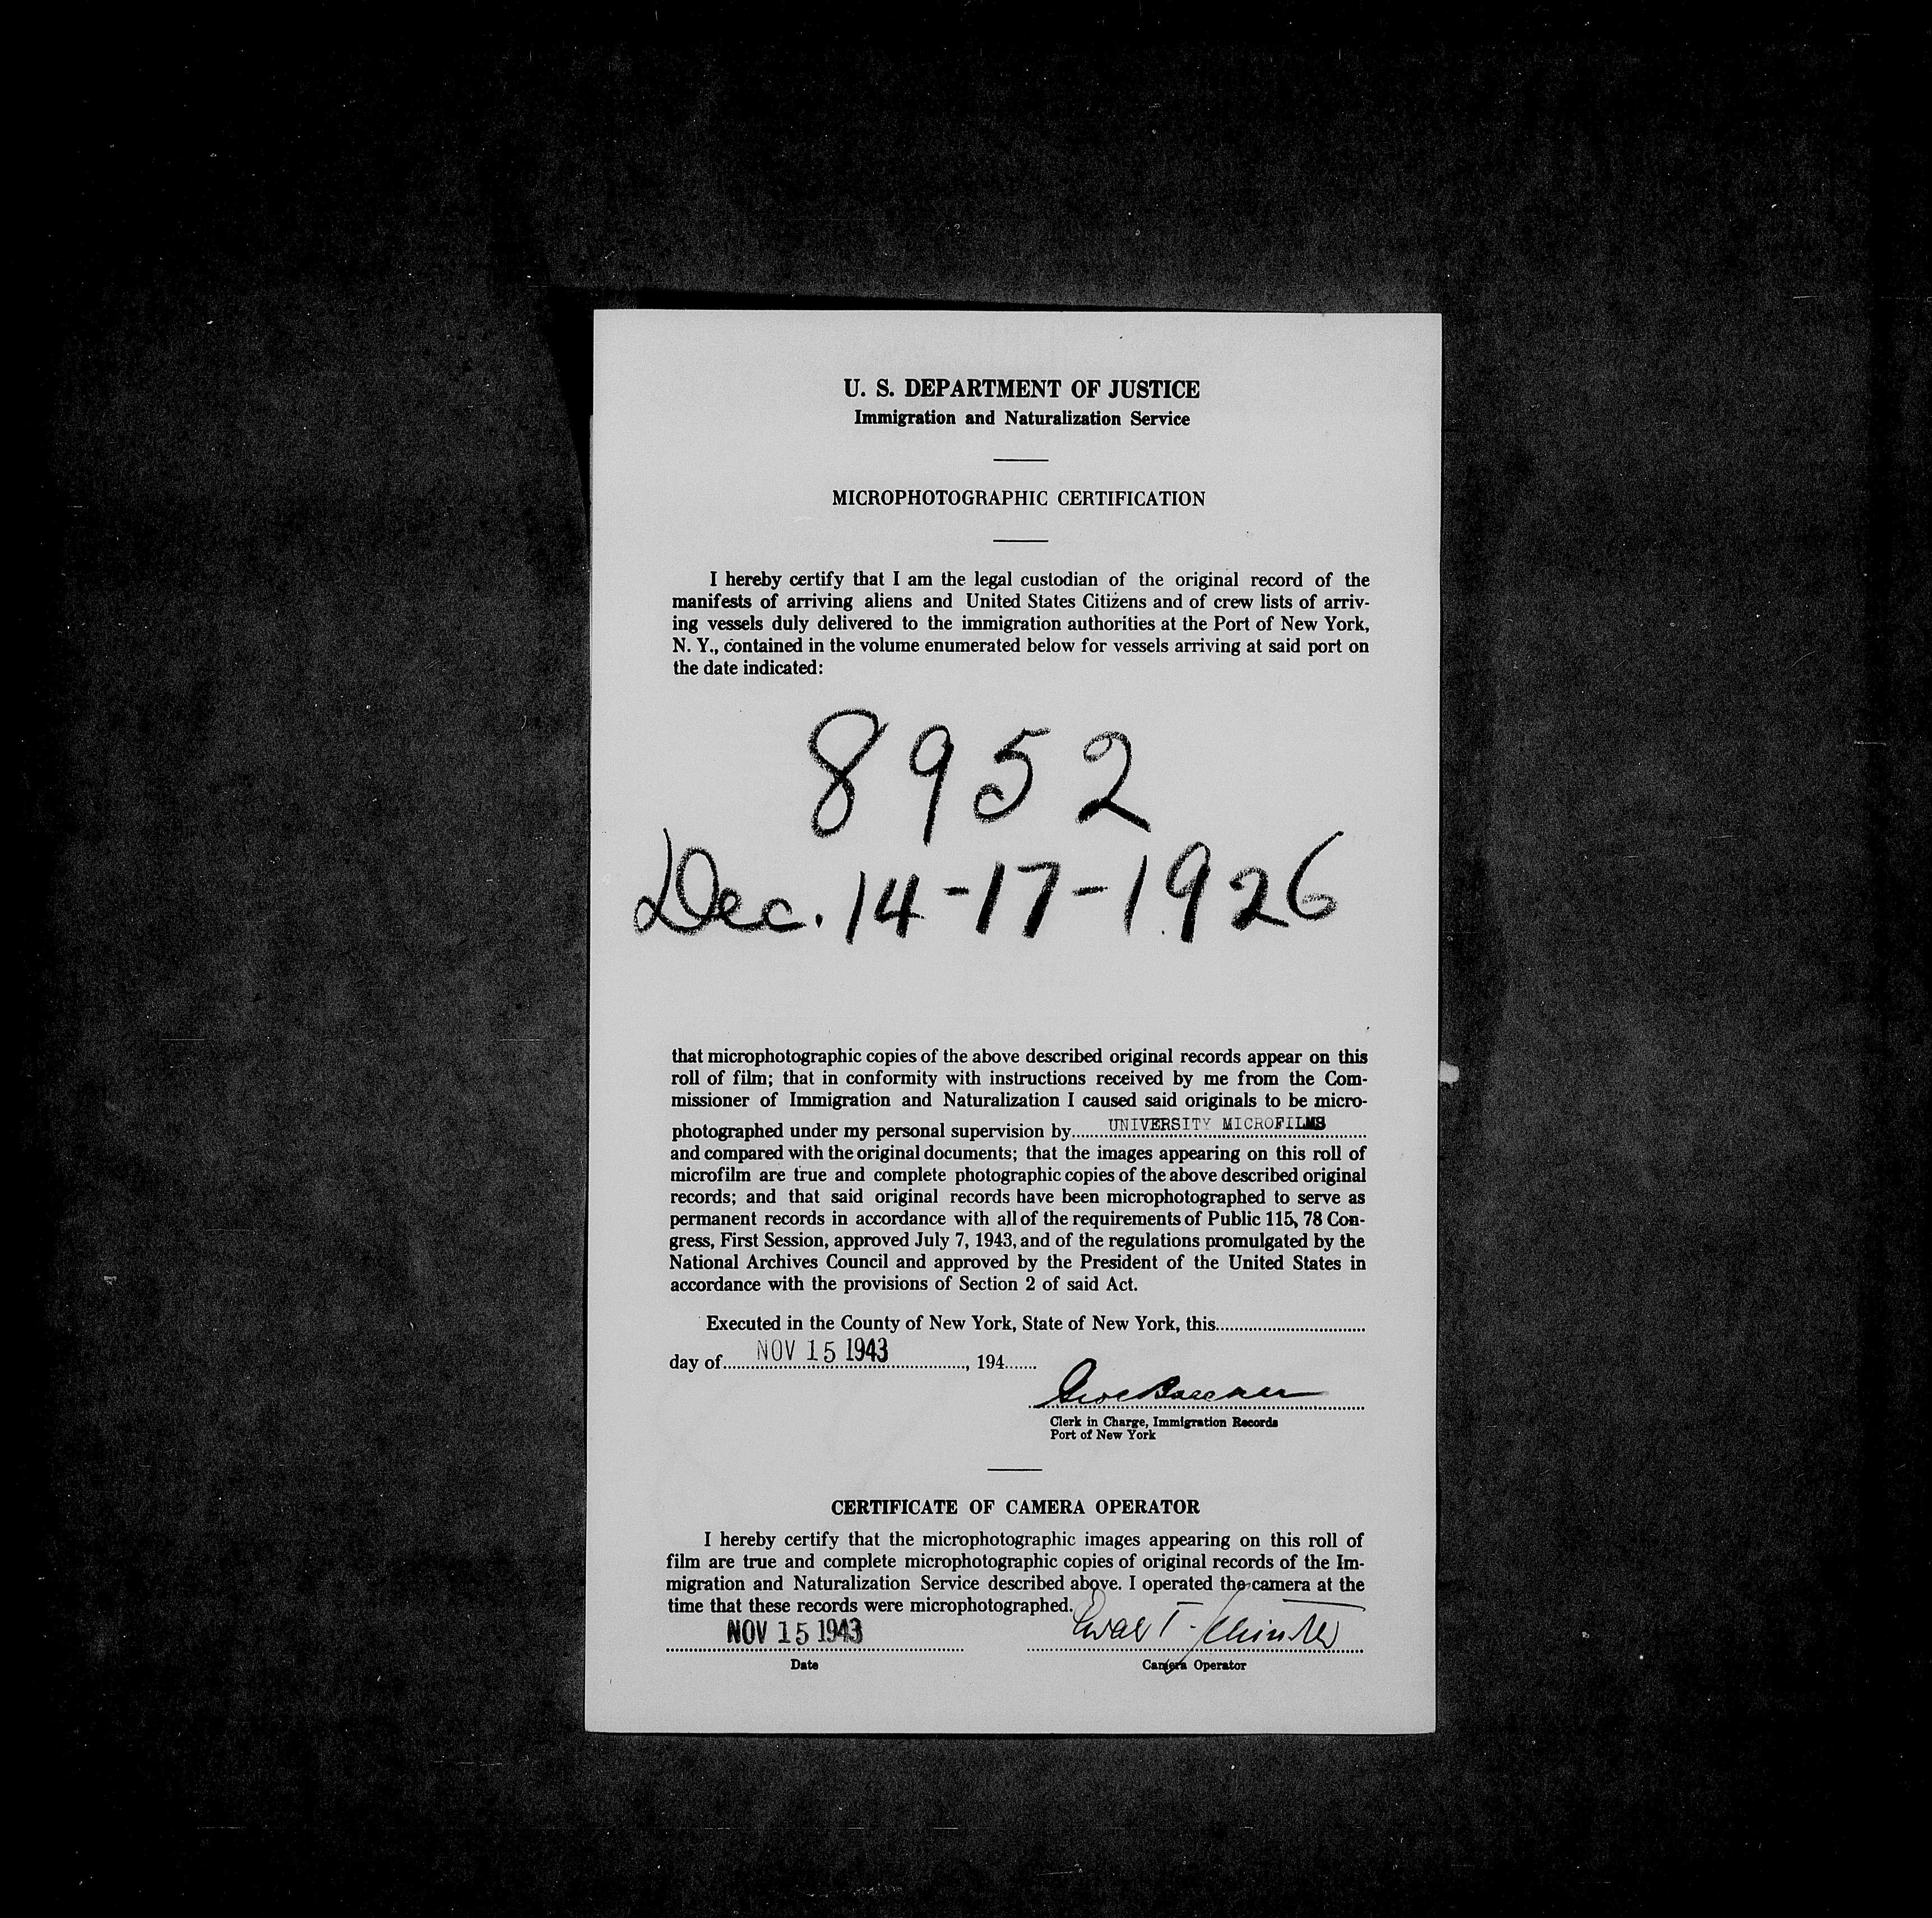 U. S. DEPARTMENT OF JUSTICE
Immigration and Naturalization Service
MICROPHOTOGRAPHIC CERTIFICATION
I hereby certify that I am the legal custodian of the original record of the
manifests of arriving aliens and United States Citizens and of crew lists of arriv-
ing vessels duly delivered to the immigration authorities at the Port of New York,
N. Y., contained in the volume enumerated below for vessels arriving at said port on
the date indicated:
8952
Dec. 14-17-1926
that microphotographic copies of the above described original records appear on this
roll of film; that in conformity with instructions received by me from the Com-
missioner of Immigration and Naturalization I caused said originals to be micro-
photographed under my personal supervision by UNIVERSITY MICROFILMS
and compared with the original documents; that the images appearing on this roll of
microfilm are true and complete photographic copies of the above described original
records; and that said original records have been microphotographed to serve as
permanent records in accordance with all of the requirements of Public 115, 78 Con-
gress, First Session, approved July 7, 1943, and of the regulations promulgated by the
National Archives Council and approved by the President of the United States in
accordance with the provisions of Section 2 of said Act.
Executed in the County of New York, State of New York, this
day of NOV 15 1943, 194
Clerk in Charge, Immigration Records
Port of New York
CERTIFICATE OF CAMERA OPERATOR
I hereby certify that the microphotographic images appearing on this roll of
film are true and complete microphotographic copies of original records of the Im-
migration and Naturalization Service described above. I operated the camera at the
time that these records were microphotographed.
NOV 15 1943
Date Camera Operator